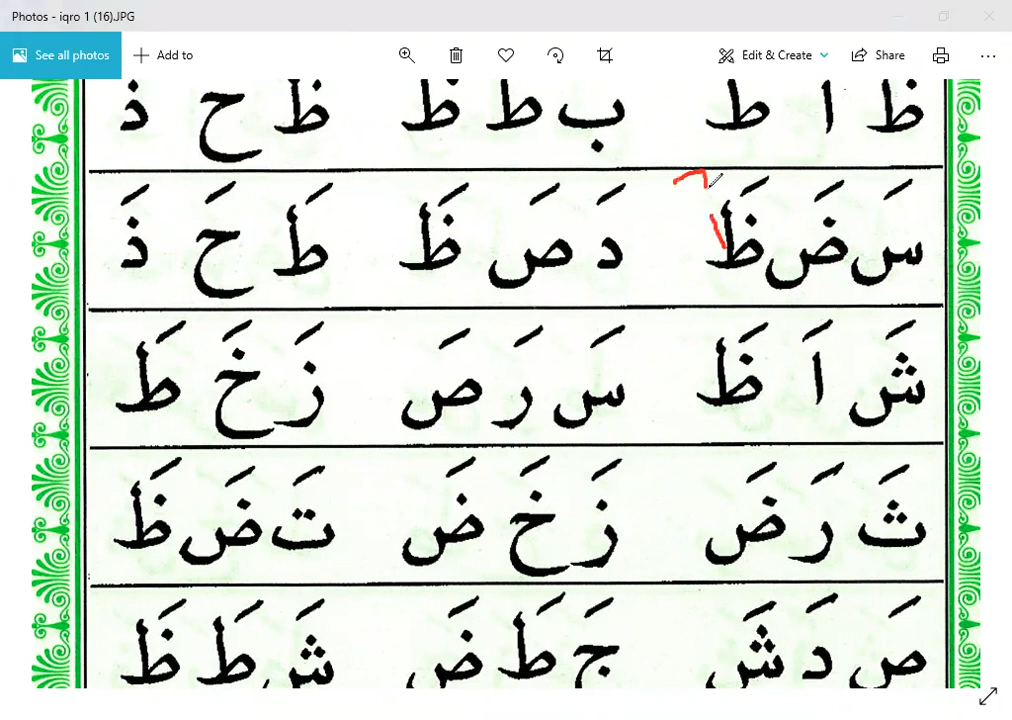 Photos - iqro 1 (16).JPG
See all photos
Add to
Edit & Create
Share
ظ ا ط ب ط ظ ظ ح ذ
سَ ضَ ظَ دَ صَ ظَ طَ حَ ذَ
شَ اَ ظَ سَ رَ صَ زَ خَ طَ
ثَ رَ ضَ زَ خَ ضَ تَ ضَ ظَ
صَ دَ شَ جَ طَ ضَ شَ طَ ظَ